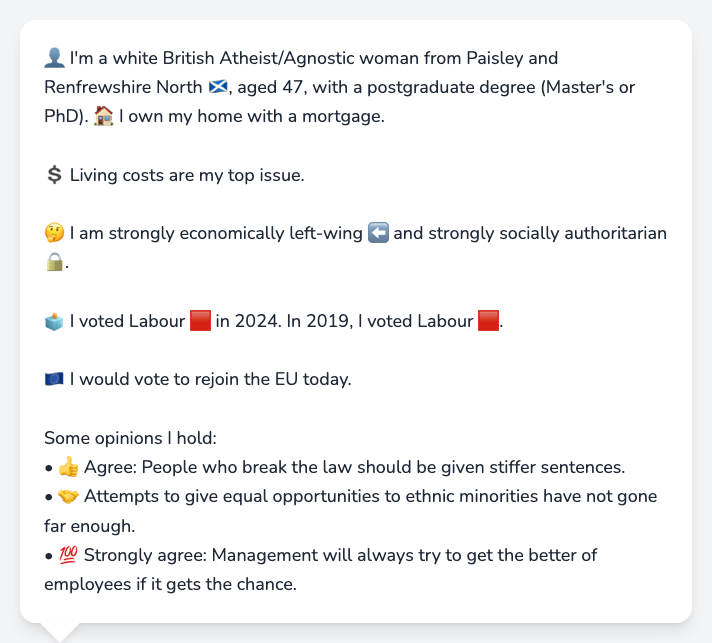 👤 I'm a white British Atheist/Agnostic woman from Paisley and
Renfrewshire North 🏴󠁧󠁢󠁳󠁣󠁴󠁿, aged 47, with a postgraduate degree (Master's or
PhD). 🏠 I own my home with a mortgage.
💲 Living costs are my top issue.
🤔 I am strongly economically left-wing ⬅️ and strongly socially authoritarian
🔒.
🗳️ I voted Labour 🟥 in 2024. In 2019, I voted Labour 🟥.
🇪🇺 I would vote to rejoin the EU today.
Some opinions I hold:
• 👍 Agree: People who break the law should be given stiffer sentences.
• 🤝 Attempts to give equal opportunities to ethnic minorities have not gone
far enough.
• 💯 Strongly agree: Management will always try to get the better of
employees if it gets the chance.